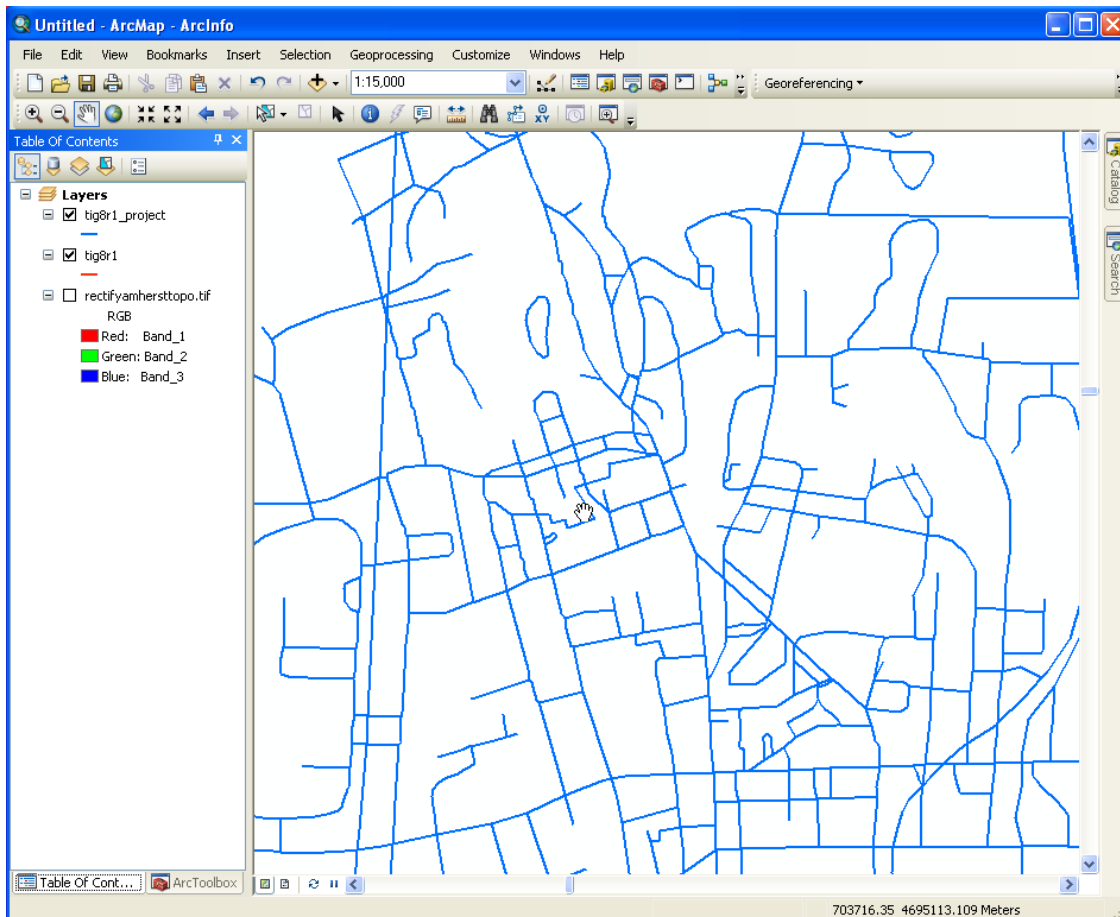 Untitled - ArcMap - ArcInfo
File Edit View Bookmarks Insert Selection Geoprocessing Customize Windows Help
1:15,000 Georeferencing
Table Of Contents
Layers
tig8r1_project
tig8r1
rectifyamhersttopo.tif
RGB
Red: Band_1
Green: Band_2
Blue: Band_3
Catalog
Search
Table Of Cont... ArcToolbox
703716.35 4695113.109 Meters